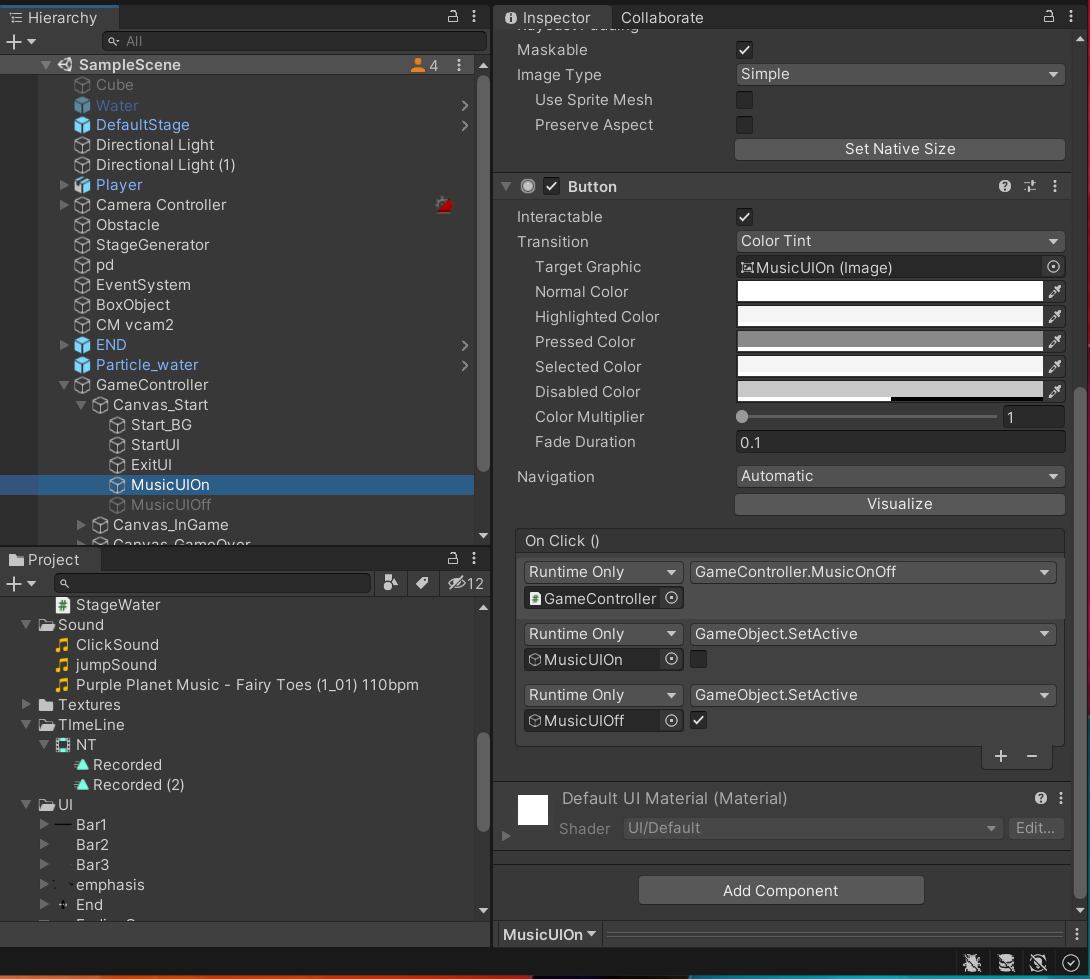 Hierarchy
All
SampleScene
4
Cube
Water
DefaultStage
Directional Light
Directional Light (1)
Player
Camera Controller
Obstacle
StageGenerator
pd
EventSystem
BoxObject
CM vcam2
END
Particle_water
GameController
Canvas_Start
Start_BG
StartUI
ExitUI
MusicUIOn
MusicUIOff
Canvas_InGame
Canvas_GameOver
Project
12
StageWater
Sound
ClickSound
jumpSound
Purple Planet Music - Fairy Toes (1_01) 110bpm
Textures
TImeLine
NT
Recorded
Recorded (2)
UI
Bar1
Bar2
Bar3
emphasis
End
Inspector
Collaborate
Raycast Padding
Maskable
Image Type
Simple
Use Sprite Mesh
Preserve Aspect
Set Native Size
Button
Interactable
Transition
Color Tint
Target Graphic
MusicUIOn (Image)
Normal Color
Highlighted Color
Pressed Color
Selected Color
Disabled Color
Color Multiplier
1
Fade Duration
0.1
Navigation
Automatic
Visualize
On Click ()
Runtime Only
GameController.MusicOnOff
GameController
Runtime Only
GameObject.SetActive
MusicUIOn
Runtime Only
GameObject.SetActive
MusicUIOff
Default UI Material (Material)
Shader
UI/Default
Edit...
Add Component
MusicUIOn